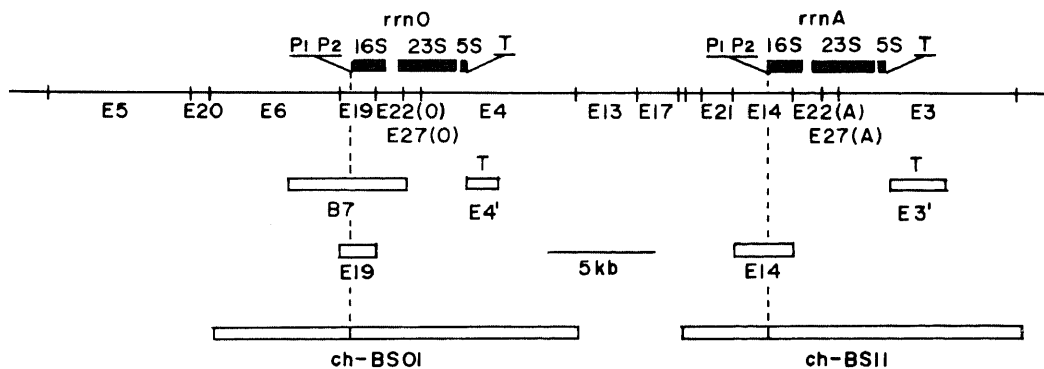 rrnO rrnA
P1 P2 16S 23S 5S T P1 P2 16S 23S 5S T
E5 E20 E6 E19 E22(O) E4 E13 E17 E21 E14 E22(A) E3
E27(O) E27(A)
T T
B7 E4' E3'
E19 5kb E14
ch-BS01 ch-BS11